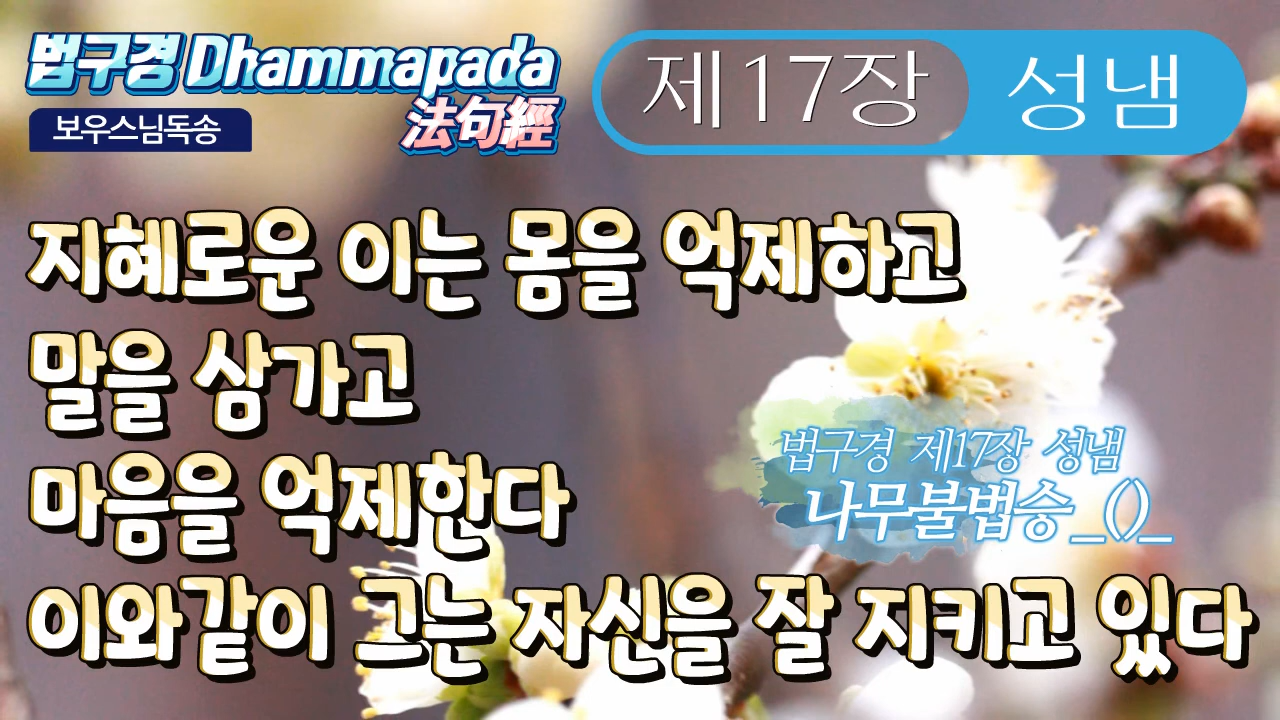 법구경 Dhammapada
法句經
보우스님독송
제17장 성냄
지혜로운 이는 몸을 억제하고
말을 삼가고
마음을 억제한다
이와같이 그는 자신을 잘 지키고 있다
법구경 제17장 성냄
나무불법승_()_